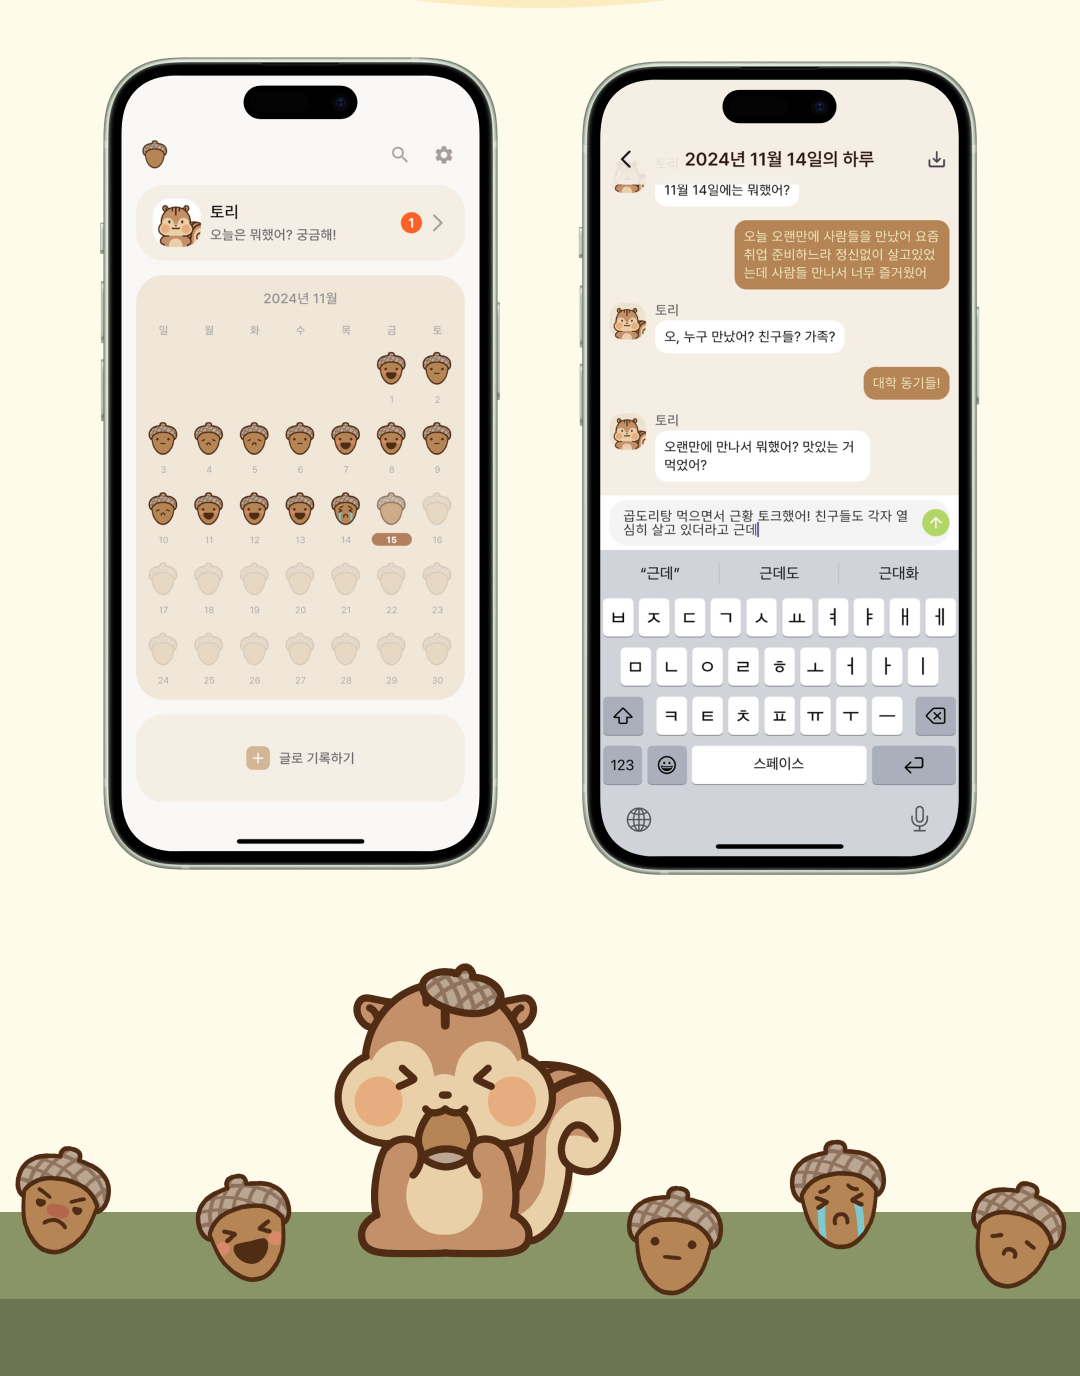 토리
오늘은 뭐했어? 궁금해!
1
2024년 11월
일 월 화 수 목 금 토
1 2
3 4 5 6 7 8 9
10 11 12 13 14 15 16
17 18 19 20 21 22 23
24 25 26 27 28 29 30
글로 기록하기
토리
2024년 11월 14일의 하루
11월 14일에는 뭐했어?
오늘 오랜만에 사람들을 만났어 요즘
취업 준비하느라 정신없이 살고있었
는데 사람들 만나서 너무 즐거웠어
토리
오, 누구 만났어? 친구들? 가족?
대학 동기들!
토리
오랜만에 만나서 뭐했어? 맛있는 거
먹었어?
곱도리탕 먹으면서 근황 토크했어! 친구들도 각자 열
심히 살고 있더라고 근데
“근데” 근데도 근대화
ㅂ ㅈ ㄷ ㄱ ㅅ ㅛ ㅕ ㅑ ㅐ ㅔ
ㅁ ㄴ ㅇ ㄹ ㅎ ㅗ ㅓ ㅏ ㅣ
ㅋ ㅌ ㅊ ㅍ ㅠ ㅜ ㅡ
123 스페이스